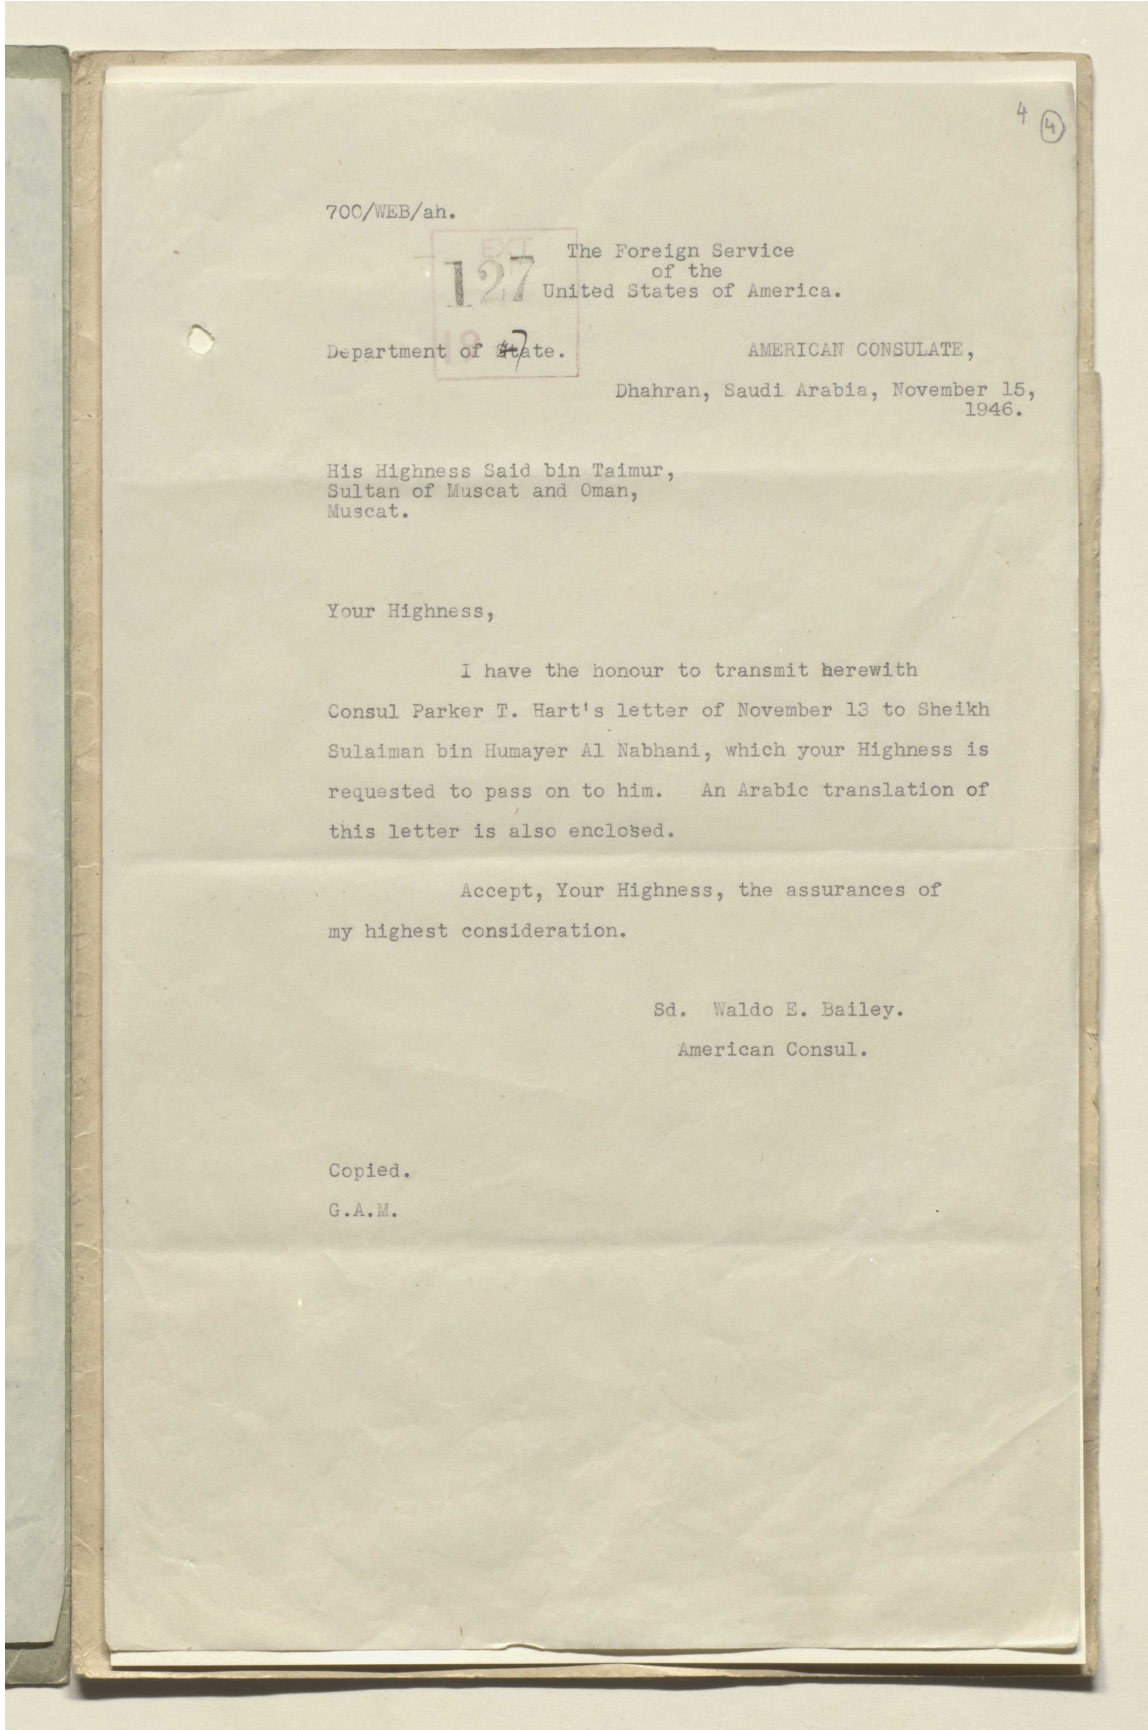 4 4
700/WEB/ah.
EXT
127
The Foreign Service
of the
United States of America.
19
Department of State.
AMERICAN CONSULATE,
Dhahran, Saudi Arabia, November 15,
1946.
His Highness Said bin Taimur,
Sultan of Muscat and Oman,
Muscat.
Your Highness,
I have the honour to transmit herewith
Consul Parker T. Hart's letter of November 13 to Sheikh
Sulaiman bin Humayer Al Nabhani, which your Highness is
requested to pass on to him. An Arabic translation of
this letter is also enclosed.
Accept, Your Highness, the assurances of
my highest consideration.
Sd. Waldo E. Bailey.
American Consul.
Copied.
G.A.M.